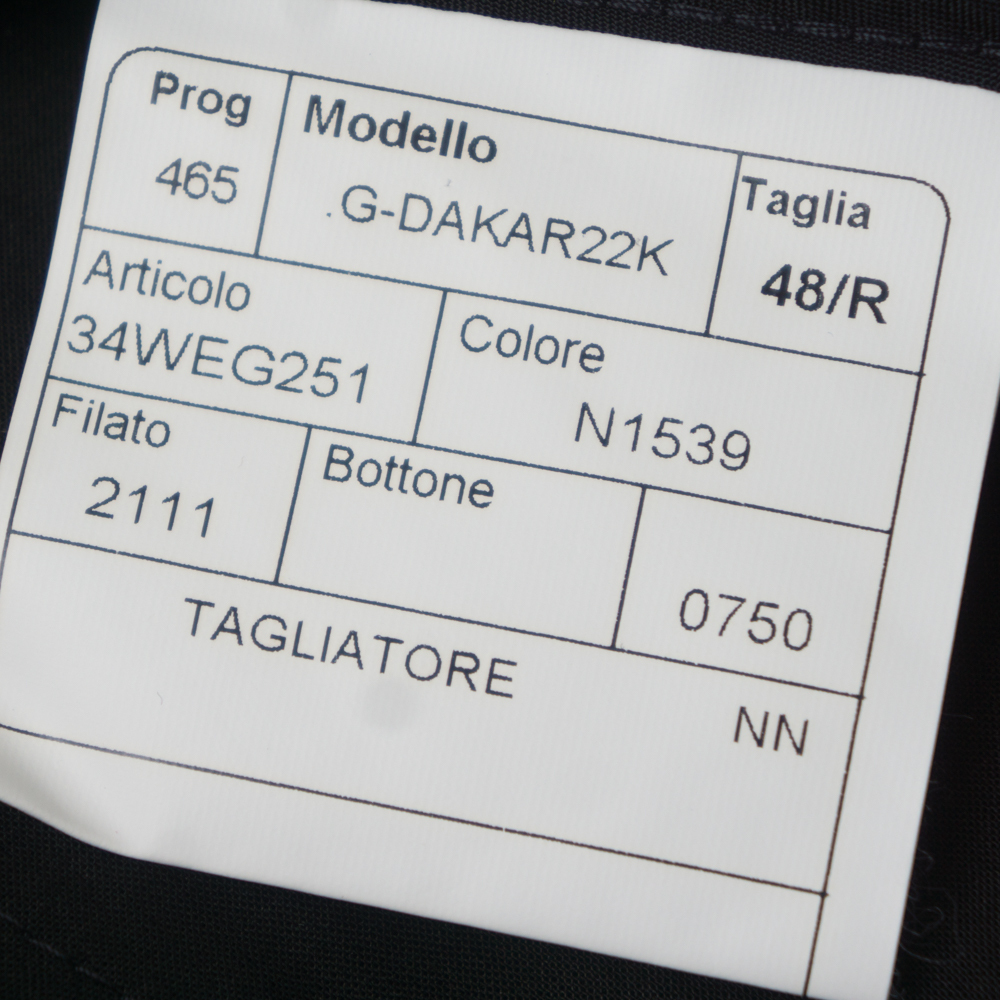 Prog Modello Taglia
465 .G-DAKAR22K 48/R
Articolo Colore
34WEG251 N1539
Filato Bottone
2111 0750
TAGLIATORE NN